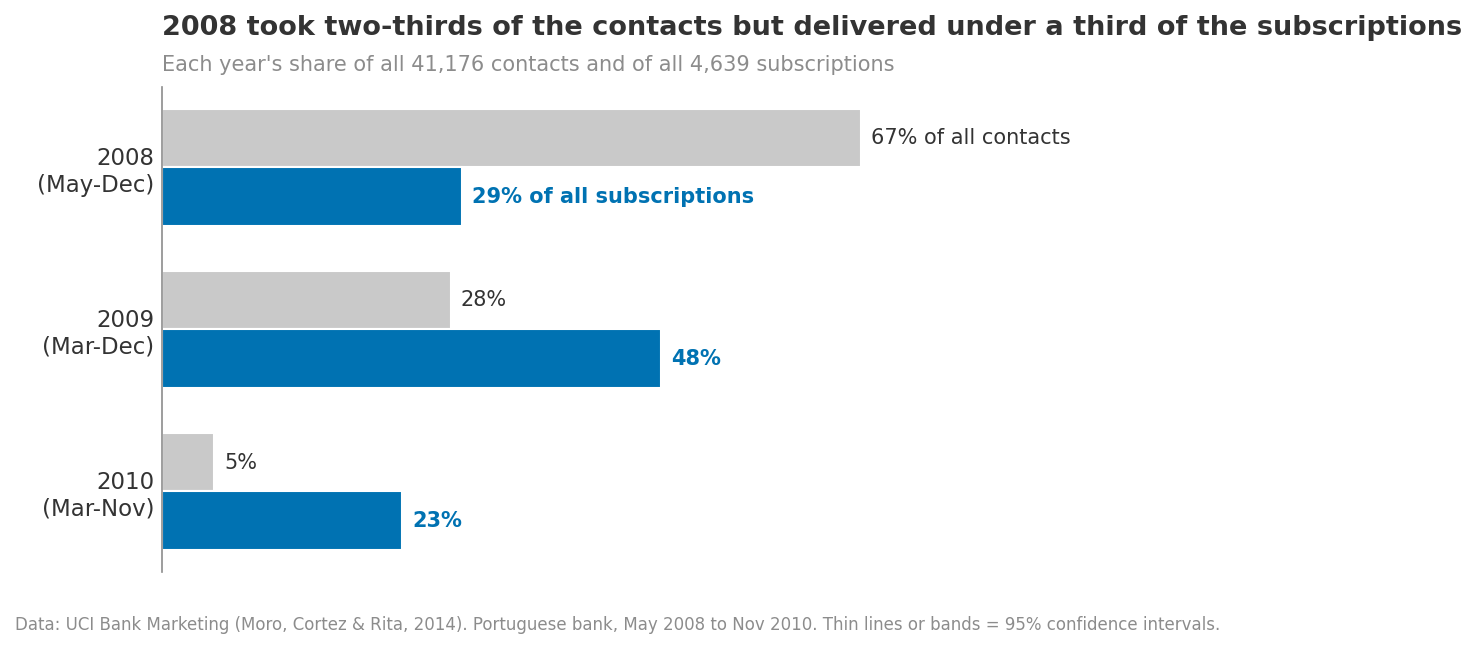 2008 took two-thirds of the contacts but delivered under a third of the subscriptions
Each year's share of all 41,176 contacts and of all 4,639 subscriptions
2008
(May-Dec)
67% of all contacts
29% of all subscriptions
2009
(Mar-Dec)
28%
48%
2010
(Mar-Nov)
5%
23%
Data: UCI Bank Marketing (Moro, Cortez & Rita, 2014). Portuguese bank, May 2008 to Nov 2010. Thin lines or bands = 95% confidence intervals.